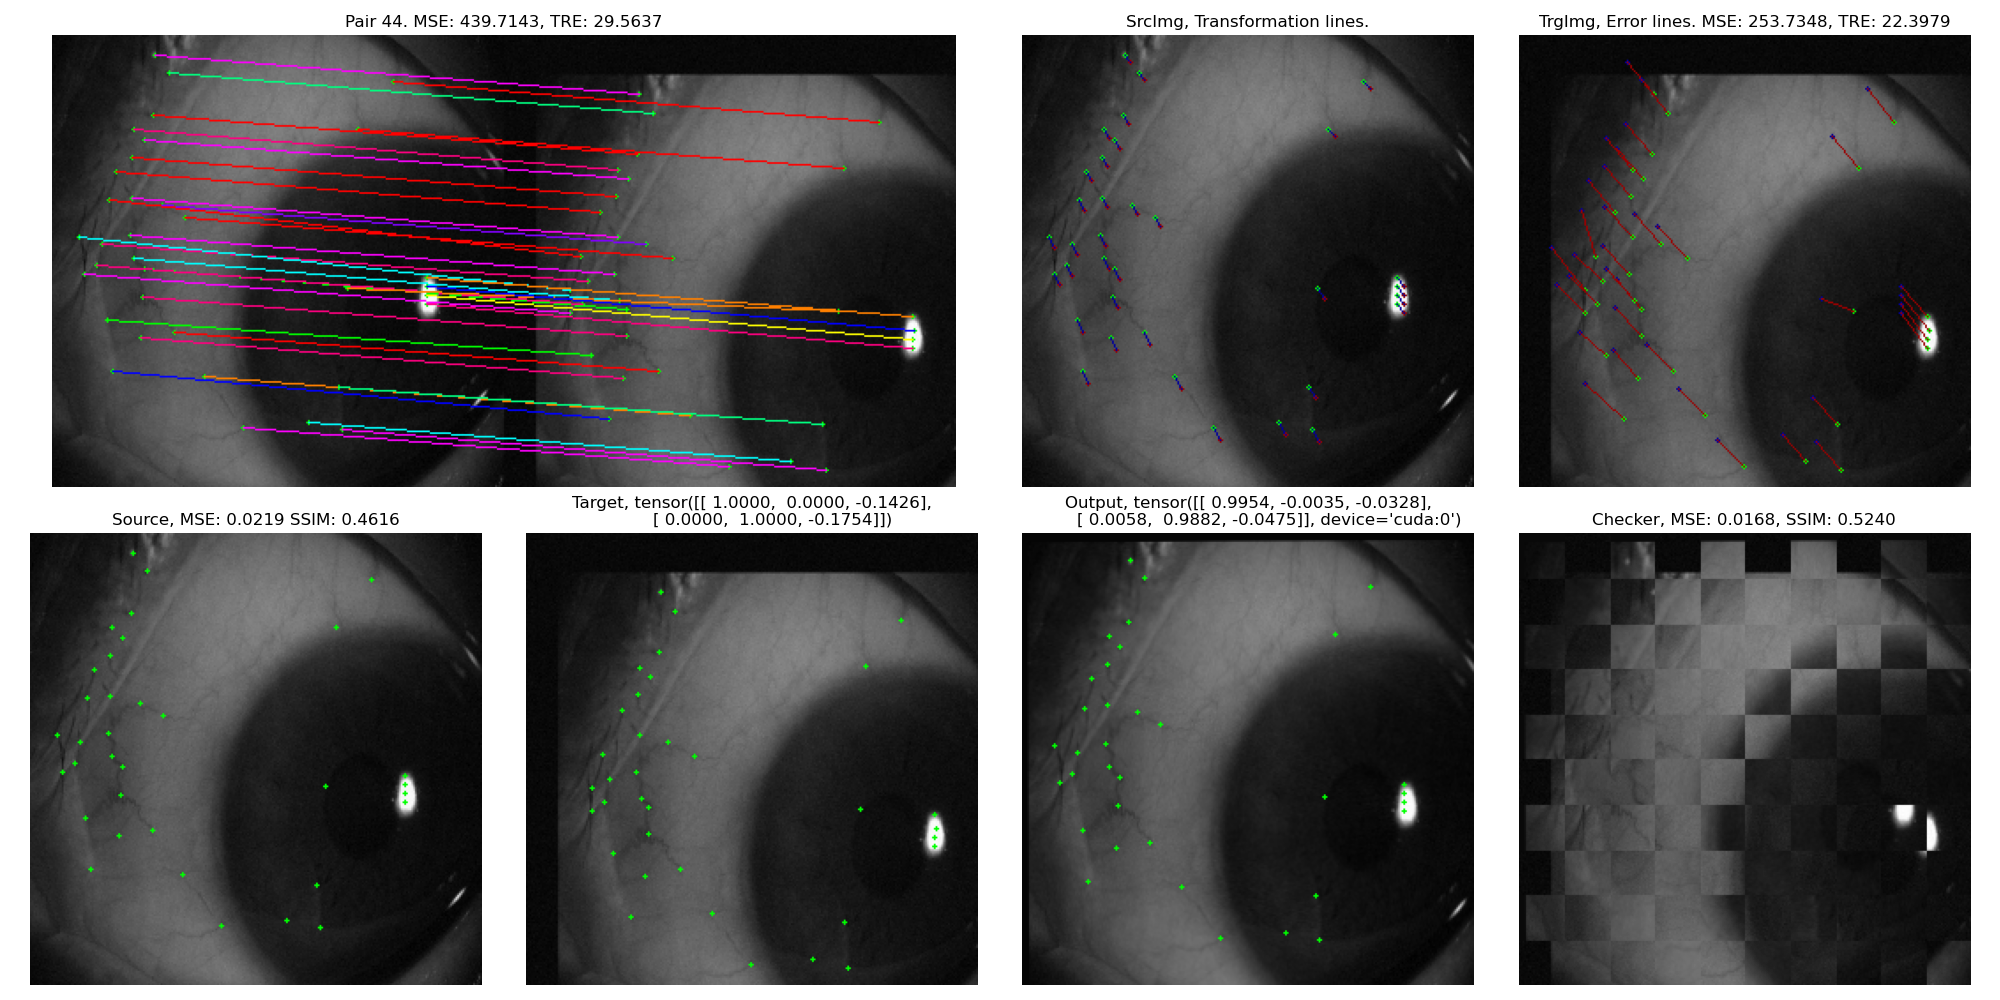 Pair 44. MSE: 439.7143, TRE: 29.5637
SrcImg, Transformation lines.
TrgImg, Error lines. MSE: 253.7348, TRE: 22.3979
Source, MSE: 0.0219 SSIM: 0.4616
Target, tensor([[ 1.0000,  0.0000, -0.1426],
[ 0.0000,  1.0000, -0.1754]])
Output, tensor([[ 0.9954, -0.0035, -0.0328],
[ 0.0058,  0.9882, -0.0475]], device='cuda:0')
Checker, MSE: 0.0168, SSIM: 0.5240